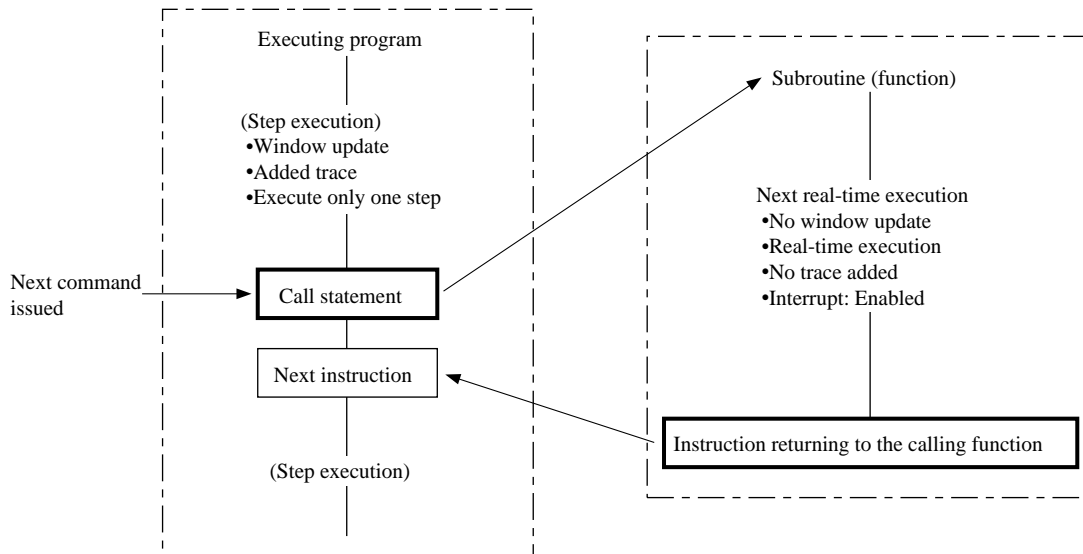 Executing program
(Step execution)
•Window update
•Added trace
•Execute only one step
Next command
issued
Call statement
Next instruction
(Step execution)
Subroutine (function)
Next real-time execution
•No window update
•Real-time execution
•No trace added
•Interrupt: Enabled
Instruction returning to the calling function